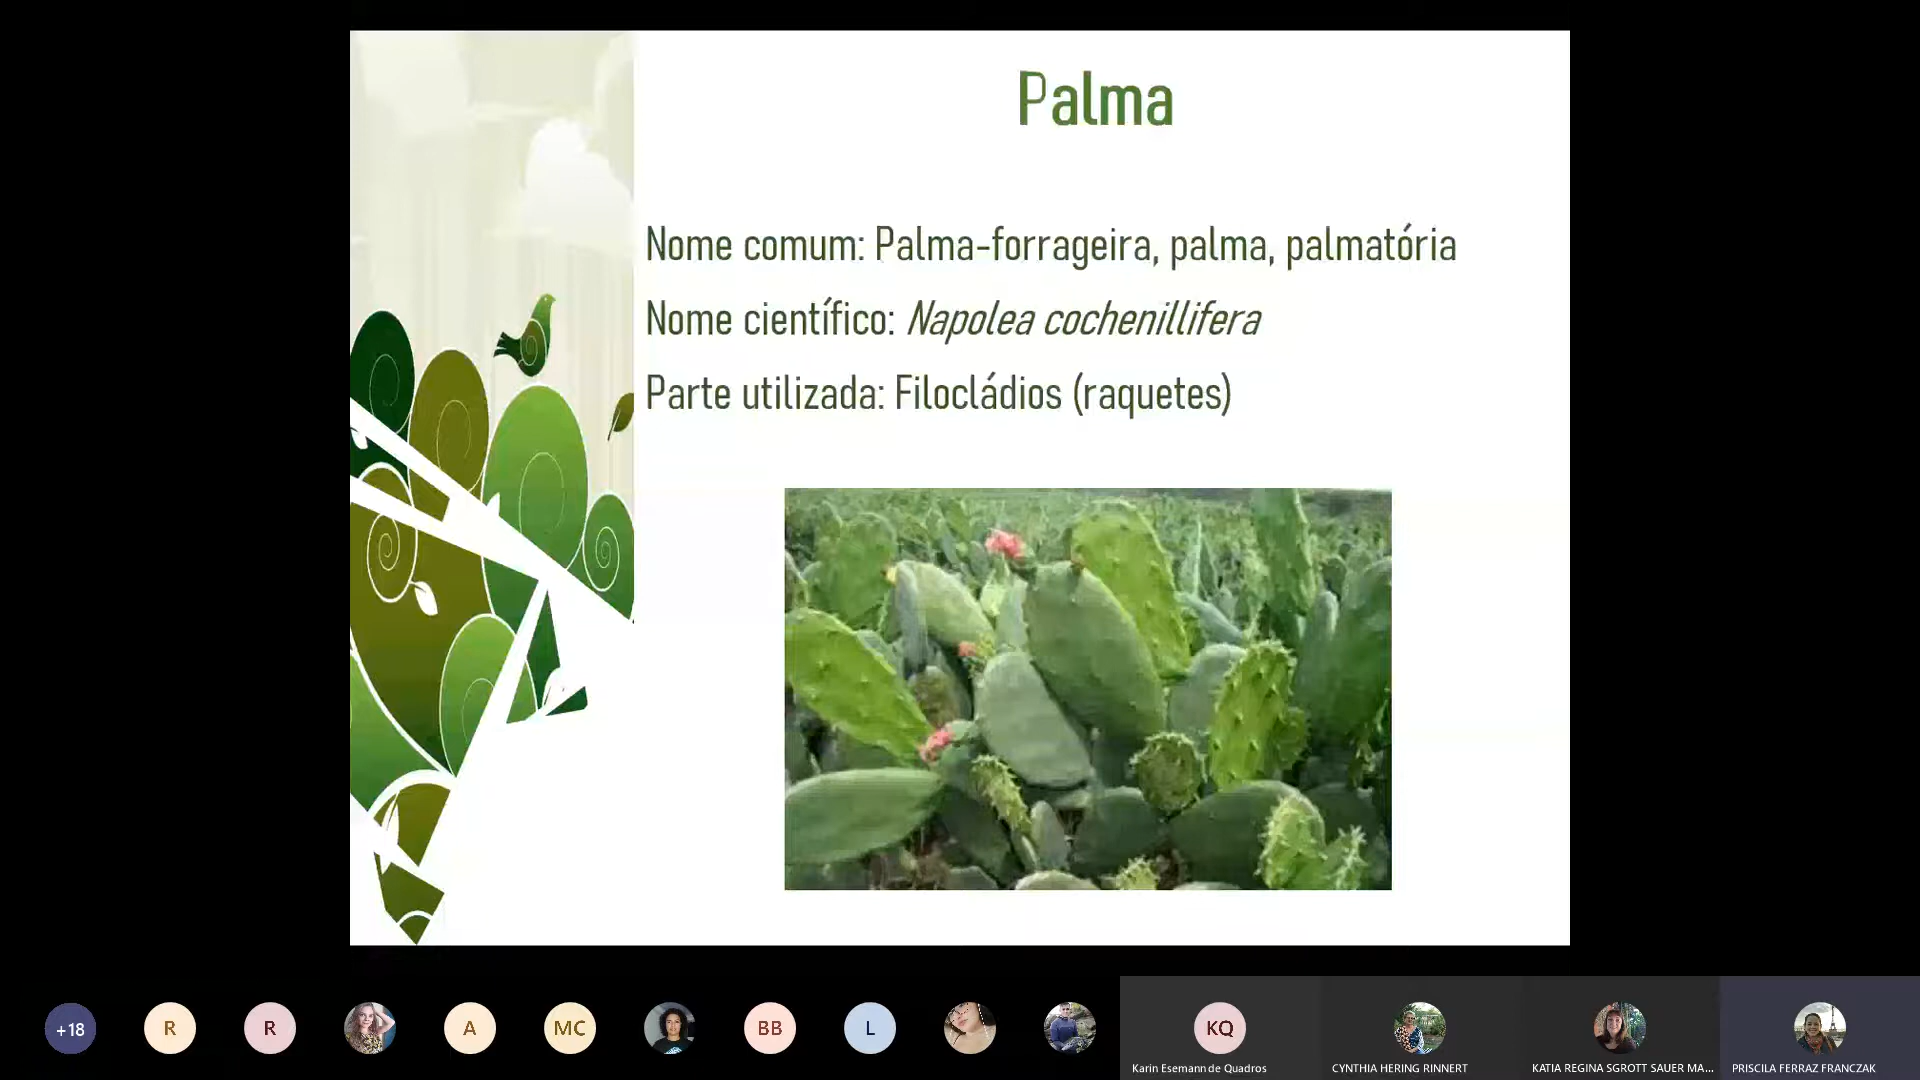 Palma
Nome comum: Palma-forrageira, palma, palmatória
Nome científico: Napolea cochenillifera
Parte utilizada: Filocládios (raquetes)
+18
R
R
A
MC
BB
L
KQ
Karin Esemann de Quadros
CYNTHIA HERING RINNERT
KATIA REGINA SGROTT SAUER MA...
PRISCILA FERRAZ FRANCZAK